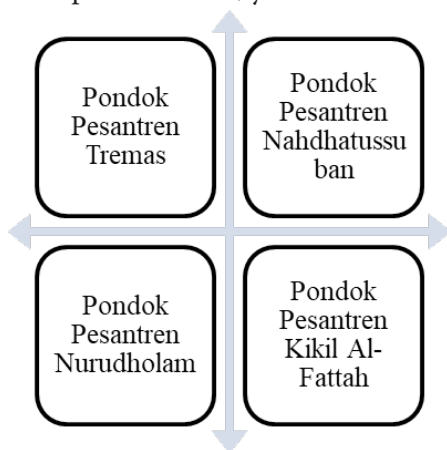 Pondok
Pesantren
Tremas
Pondok
Pesantren
Nahdhatussu
ban
Pondok
Pesantren
Nurudholam
Pondok
Pesantren
Kikil Al-
Fattah